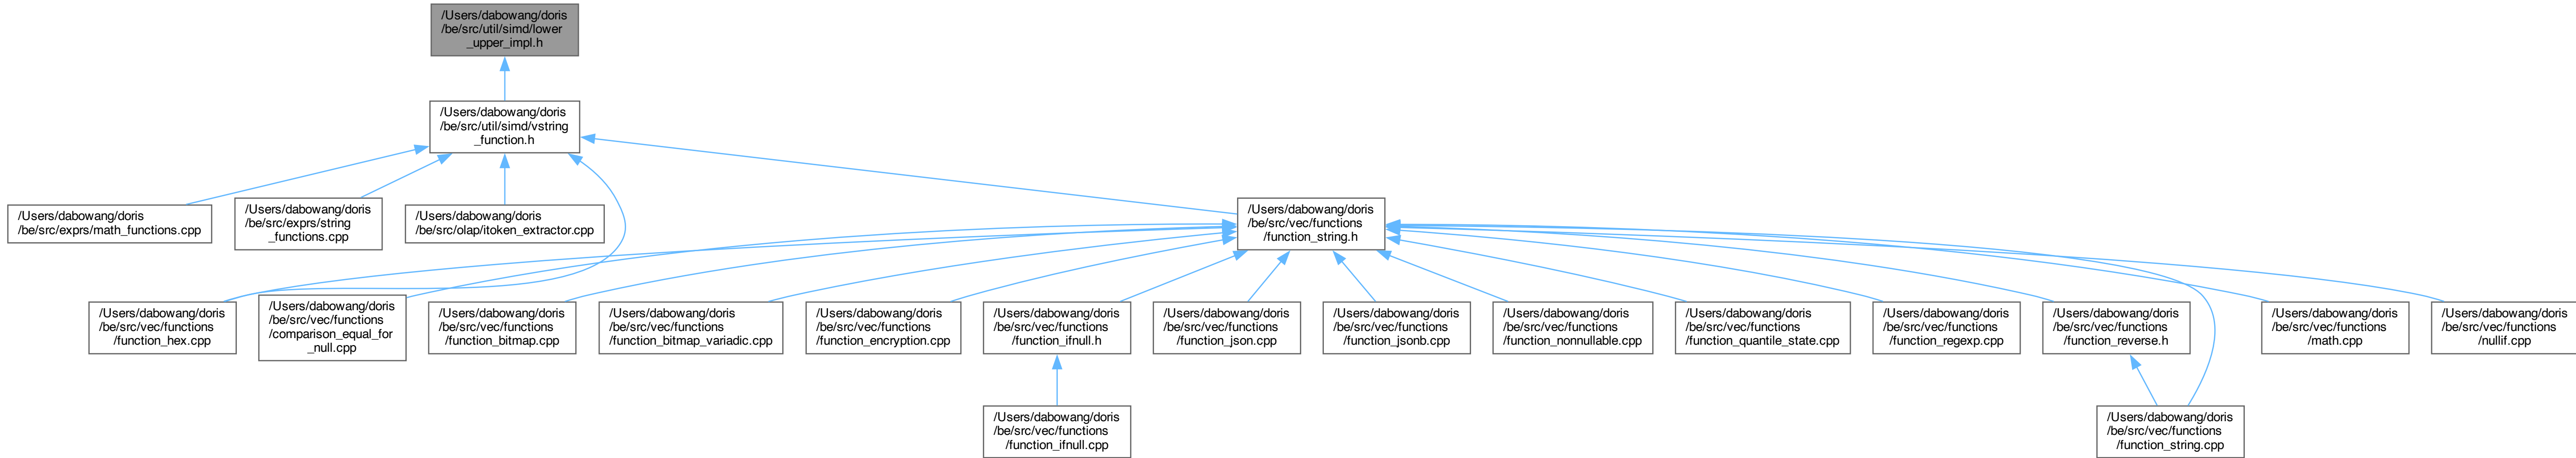 /Users/dabowang/doris
/be/src/util/simd/lower
_upper_impl.h
/Users/dabowang/doris
/be/src/util/simd/vstring
_function.h
/Users/dabowang/doris
/be/src/exprs/math_functions.cpp
/Users/dabowang/doris
/be/src/exprs/string
_functions.cpp
/Users/dabowang/doris
/be/src/olap/itoken_extractor.cpp
/Users/dabowang/doris
/be/src/vec/functions
/function_string.h
/Users/dabowang/doris
/be/src/vec/functions
/function_hex.cpp
/Users/dabowang/doris
/be/src/vec/functions
/comparison_equal_for
_null.cpp
/Users/dabowang/doris
/be/src/vec/functions
/function_bitmap.cpp
/Users/dabowang/doris
/be/src/vec/functions
/function_bitmap_variadic.cpp
/Users/dabowang/doris
/be/src/vec/functions
/function_encryption.cpp
/Users/dabowang/doris
/be/src/vec/functions
/function_ifnull.h
/Users/dabowang/doris
/be/src/vec/functions
/function_json.cpp
/Users/dabowang/doris
/be/src/vec/functions
/function_jsonb.cpp
/Users/dabowang/doris
/be/src/vec/functions
/function_nonnullable.cpp
/Users/dabowang/doris
/be/src/vec/functions
/function_quantile_state.cpp
/Users/dabowang/doris
/be/src/vec/functions
/function_regexp.cpp
/Users/dabowang/doris
/be/src/vec/functions
/function_reverse.h
/Users/dabowang/doris
/be/src/vec/functions
/math.cpp
/Users/dabowang/doris
/be/src/vec/functions
/nullif.cpp
/Users/dabowang/doris
/be/src/vec/functions
/function_ifnull.cpp
/Users/dabowang/doris
/be/src/vec/functions
/function_string.cpp